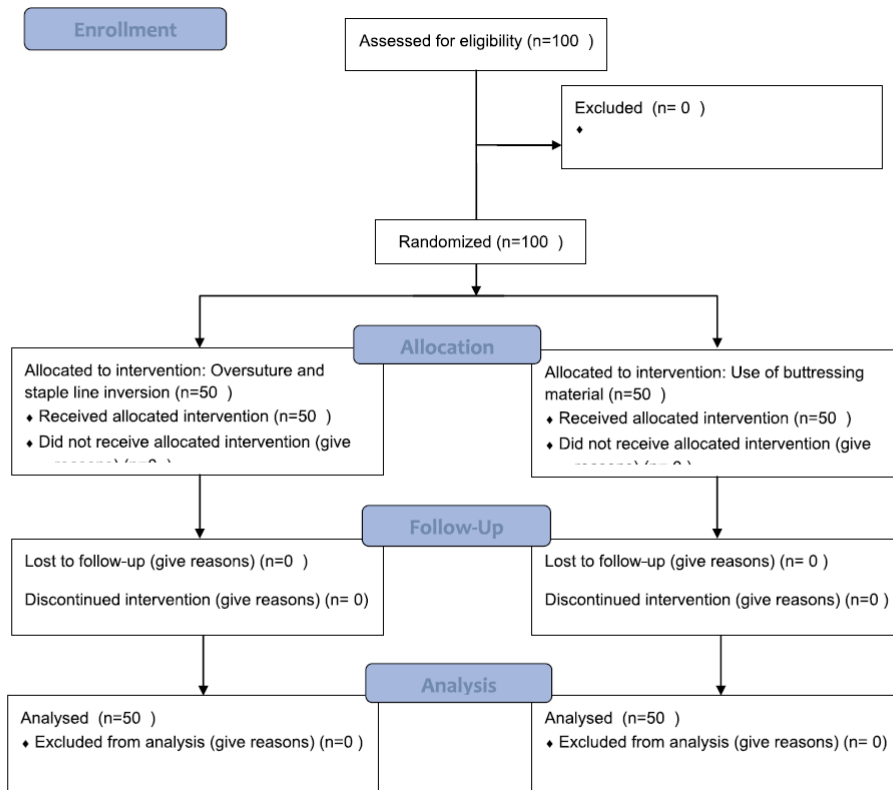 Enrollment
Assessed for eligibility (n=100 )
Excluded (n= 0 )
♦
Randomized (n=100 )
Allocation
Allocated to intervention: Oversuture and
staple line inversion (n=50 )
♦ Received allocated intervention (n=50 )
♦ Did not receive allocated intervention (give
reasons) (n=0 )
Allocated to intervention: Use of buttressing
material (n=50 )
♦ Received allocated intervention (n=50 )
♦ Did not receive allocated intervention (give
reasons) (n= 0 )
Follow-Up
Lost to follow-up (give reasons) (n=0 )
Discontinued intervention (give reasons) (n= 0)
Lost to follow-up (give reasons) (n= 0 )
Discontinued intervention (give reasons) (n=0 )
Analysis
Analysed (n=50 )
♦ Excluded from analysis (give reasons) (n=0 )
Analysed (n=50 )
♦ Excluded from analysis (give reasons) (n= 0)